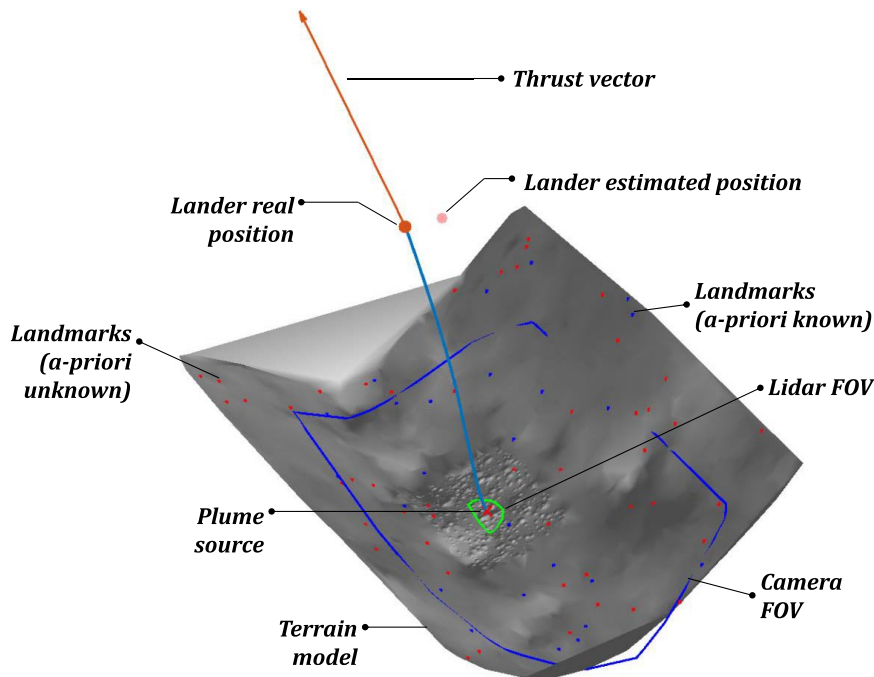 Thrust vector
Lander estimated position
Lander real
position
Landmarks
(a-priori known)
Landmarks
(a-priori
unknown)
Lidar FOV
Plume
source
Camera
FOV
Terrain
model